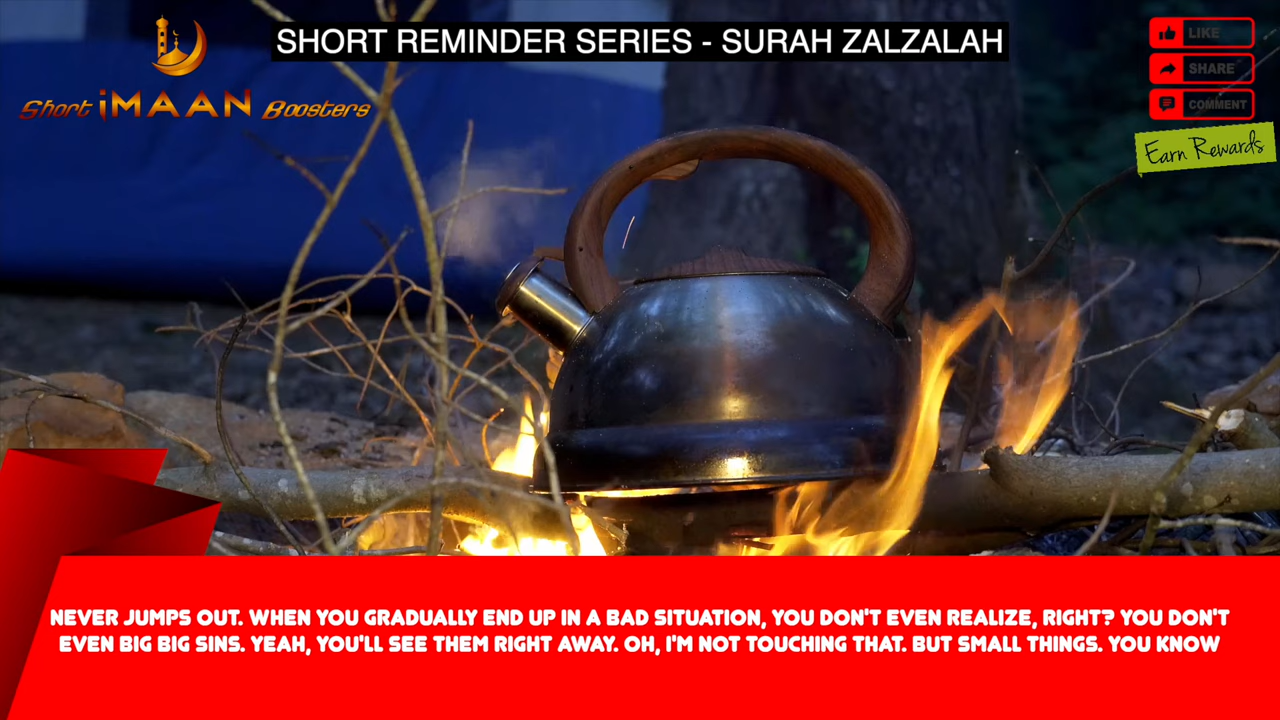 SHORT REMINDER SERIES - SURAH ZALZALAH
Short iMAAN Boosters
LIKE
SHARE
COMMENT
Earn Rewards
NEVER JUMPS OUT. WHEN YOU GRADUALLY END UP IN A BAD SITUATION, YOU DON'T EVEN REALIZE, RIGHT? YOU DON'T
EVEN BIG BIG SINS. YEAH, YOU'LL SEE THEM RIGHT AWAY. OH, I'M NOT TOUCHING THAT. BUT SMALL THINGS. YOU KNOW